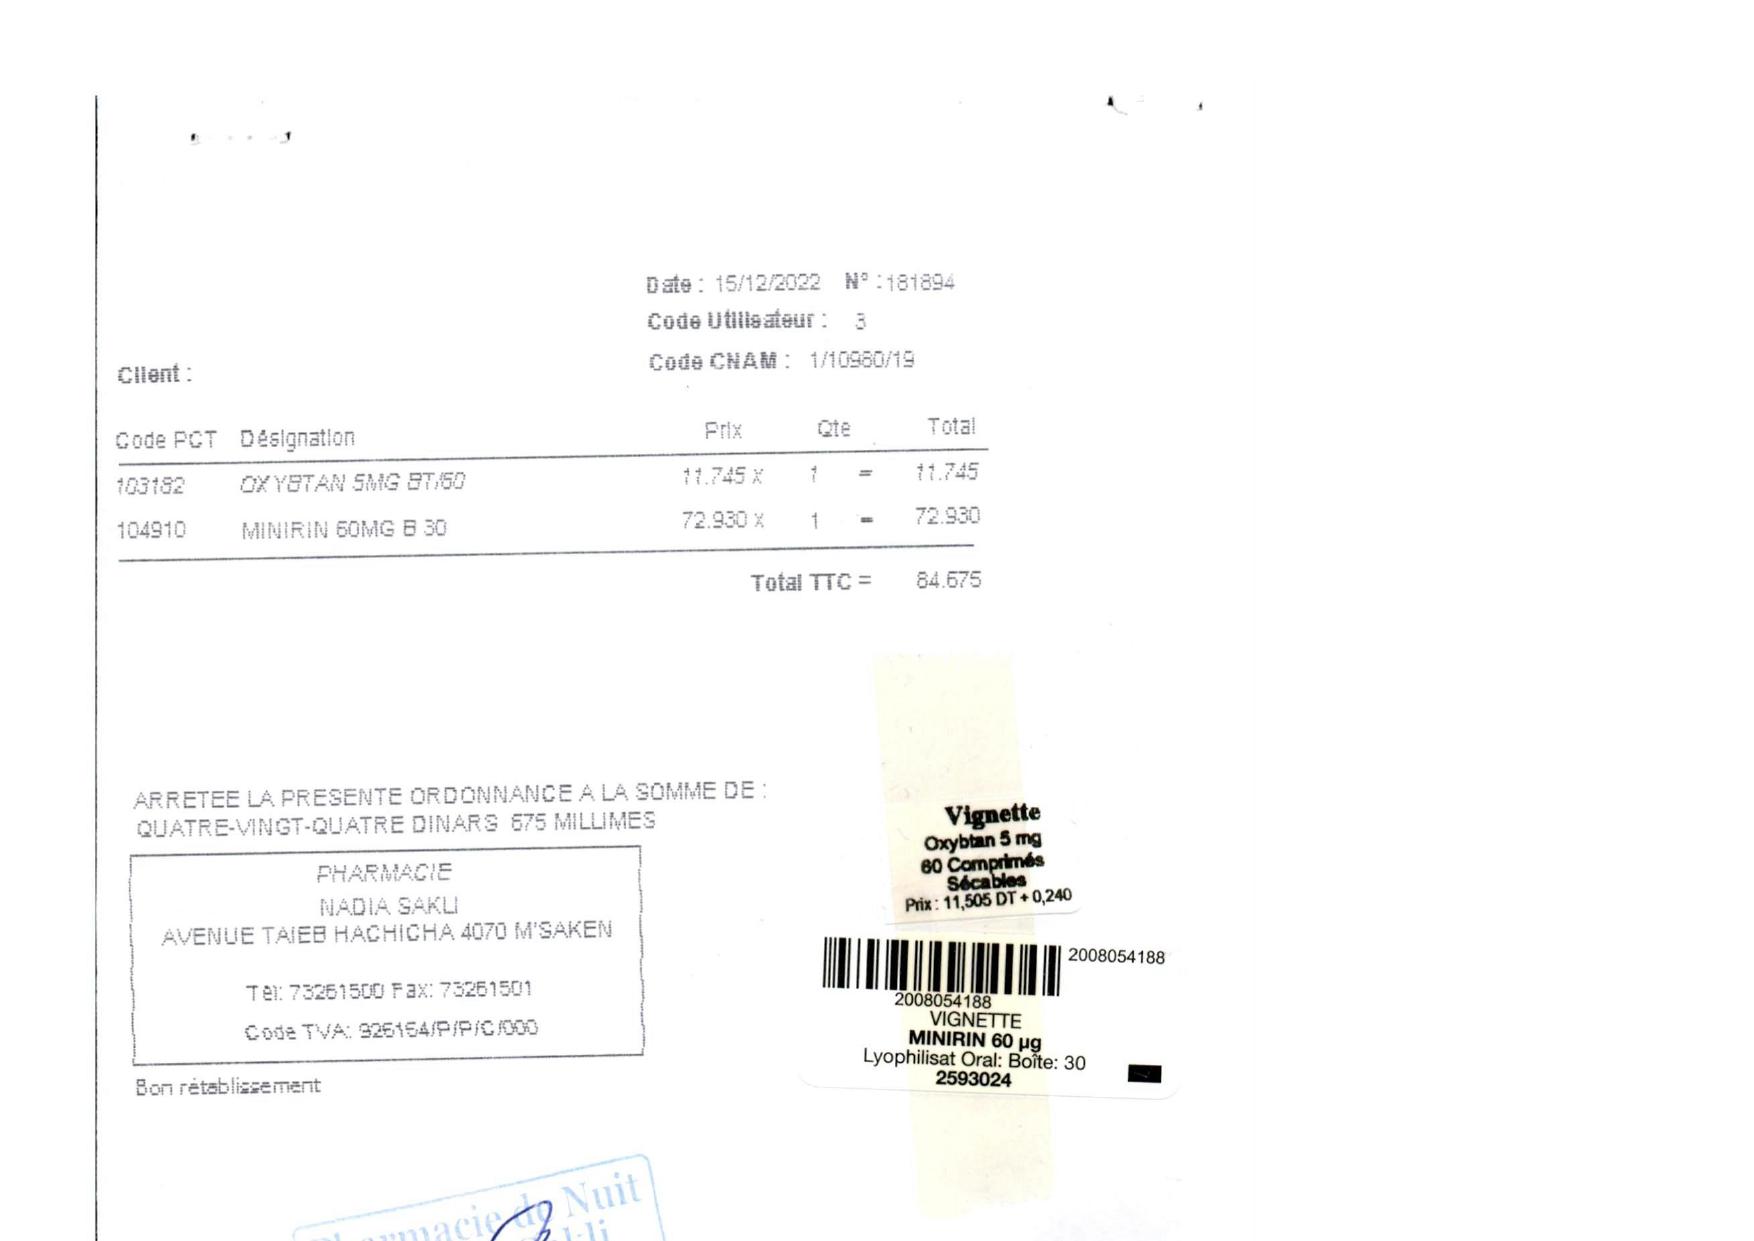 Date : 15/12/2022 N° : 181894
Code Utilisateur : 3
Code CNAM : 1/10980/19
Client :
Code PCT Désignation Prix Qte Total
103182 OXYBTAN 5MG BT/60 11.745 X 1 = 11.745
104910 MINIRIN 60MG B 30 72.930 X 1 = 72.930
Total TTC = 84.675
ARRETEE LA PRESENTE ORDONNANCE A LA SOMME DE :
QUATRE-VINGT-QUATRE DINARS 675 MILLIMES
PHARMACIE
NADIA SAKLI
AVENUE TAIEB HACHICHA 4070 M'SAKEN
Tél: 73261500 Fax: 73261501
Code TVA: 926154/P/P/C/000
Bon rétablissement
Vignette
Oxybtan 5 mg
60 Comprimés
Sécables
Prix : 11,505 DT + 0,240
2008054188
2008054188
VIGNETTE
MINIRIN 60 µg
Lyophilisat Oral: Boîte: 30
2593024
Pharmacie de Nuit